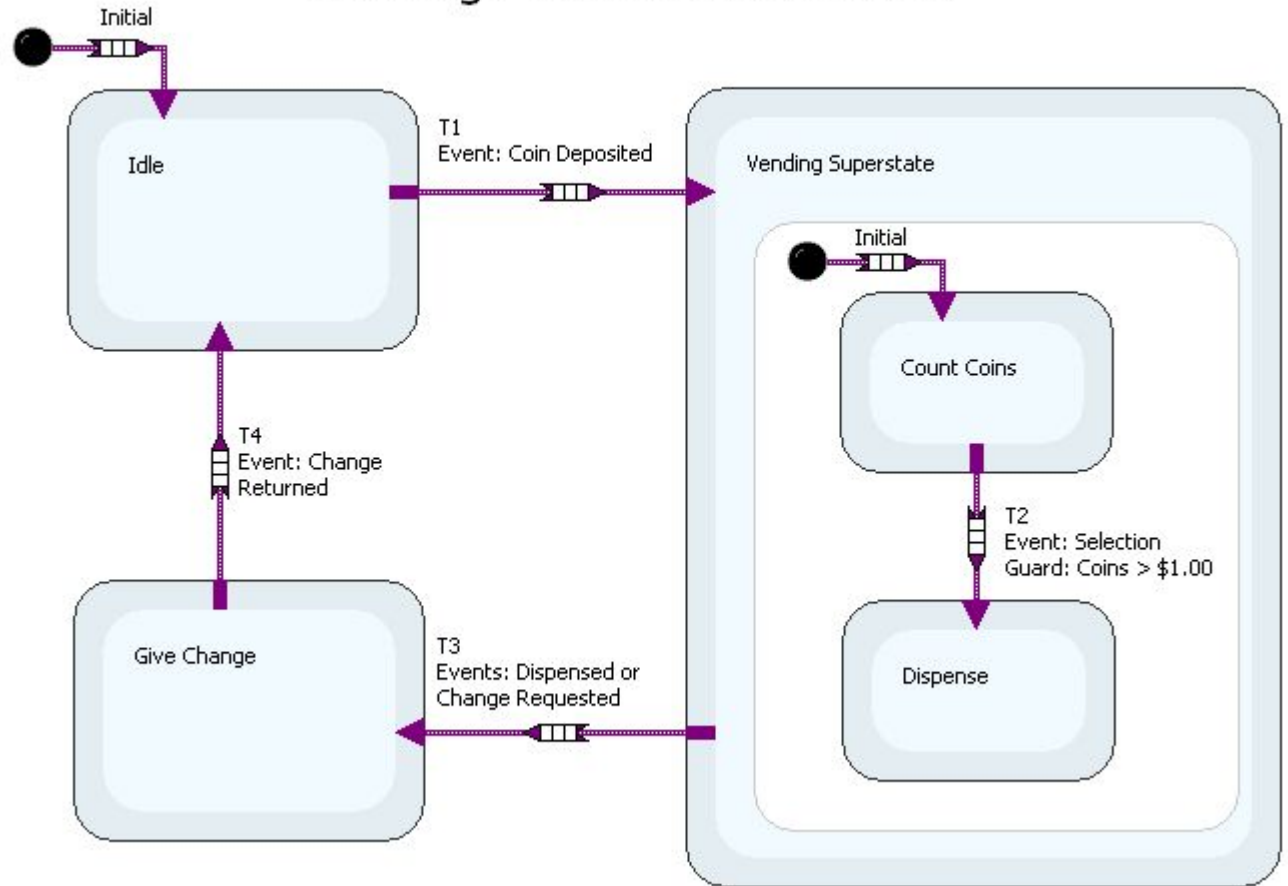 Initial
Idle
T1
Event: Coin Deposited
Vending Superstate
Initial
Count Coins
T2
Event: Selection
Guard: Coins > $1.00
Dispense
T3
Events: Dispensed or
Change Requested
Give Change
T4
Event: Change
Returned